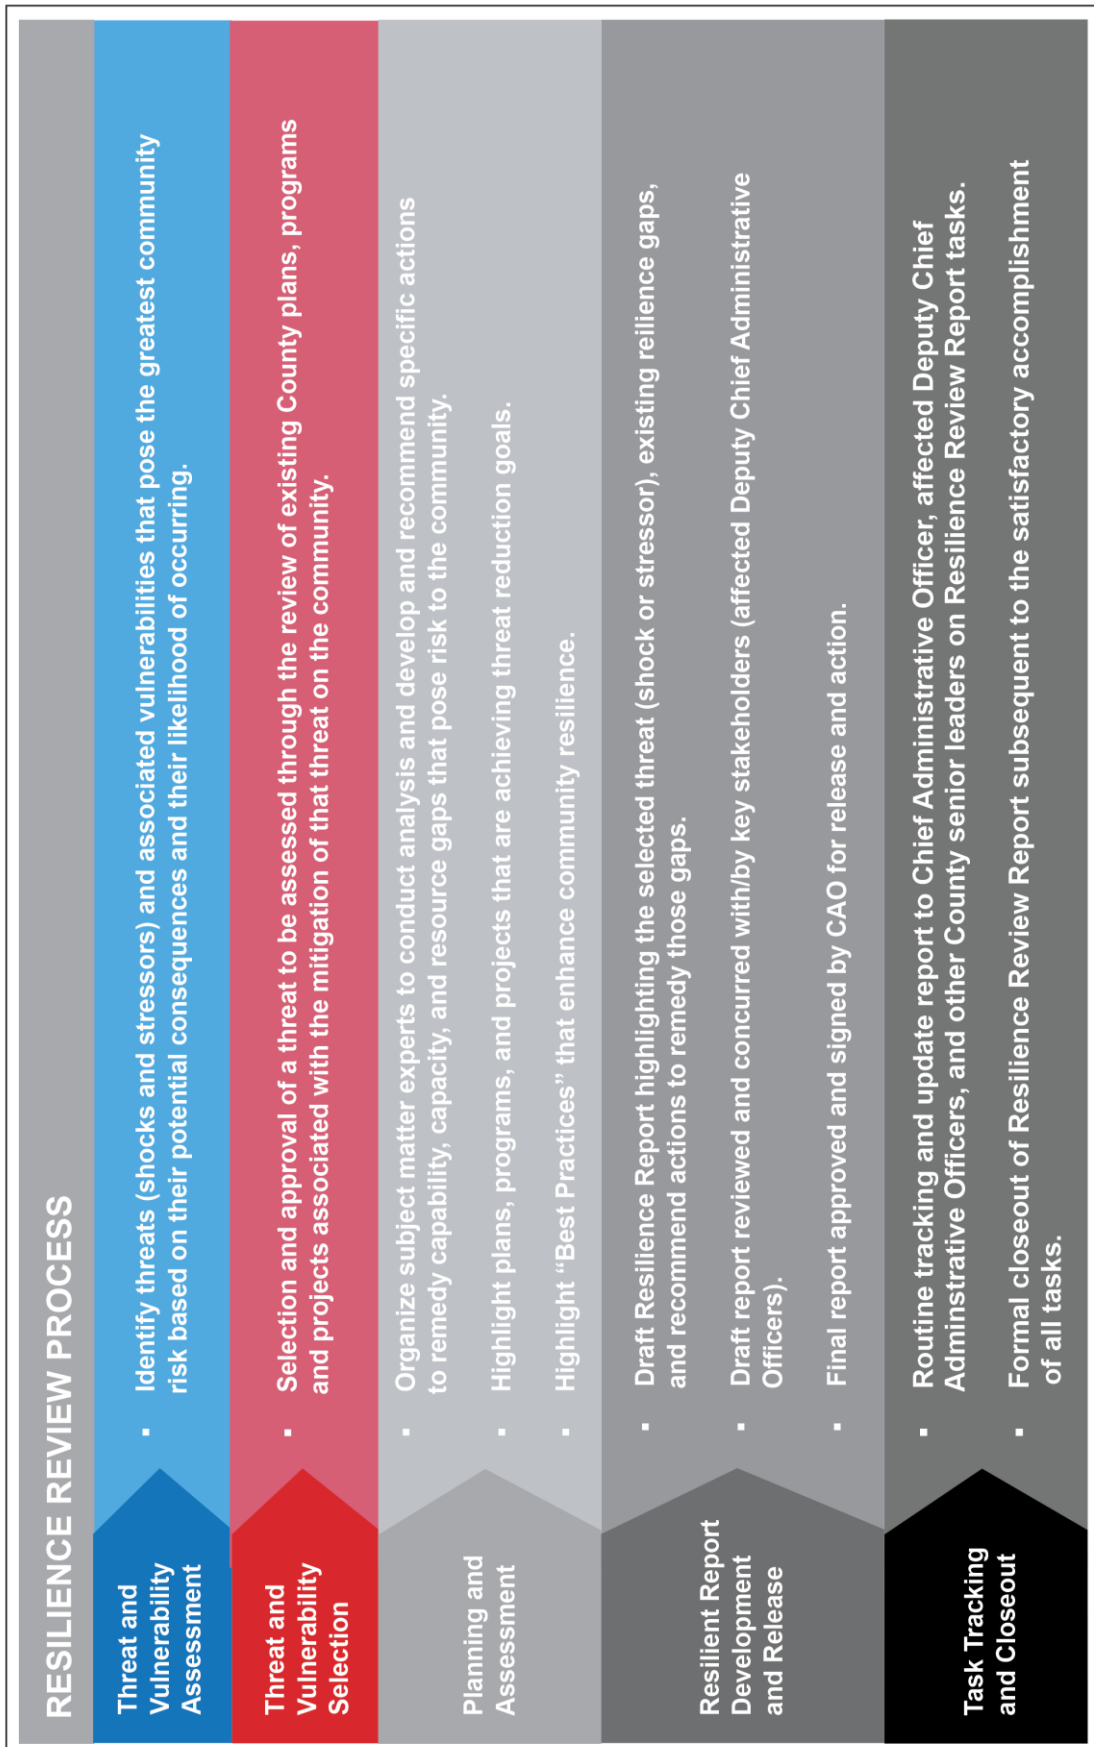 RESILIENCE REVIEW PROCESS
Threat and
Vulnerability
Assessment
▪ Identify threats (shocks and stressors) and associated vulnerabilities that pose the greatest community
risk based on their potential consequences and their likelihood of occurring.
Threat and
Vulnerability
Selection
▪ Selection and approval of a threat to be assessed through the review of existing County plans, programs
and projects associated with the mitigation of that threat on the community.
Planning and
Assessment
▪ Organize subject matter experts to conduct analysis and develop and recommend specific actions
to remedy capability, capacity, and resource gaps that pose risk to the community.
▪ Highlight plans, programs, and projects that are achieving threat reduction goals.
▪ Highlight “Best Practices” that enhance community resilience.
Resilient Report
Development
and Release
▪ Draft Resilience Report highlighting the selected threat (shock or stressor), existing reilience gaps,
and recommend actions to remedy those gaps.
▪ Draft report reviewed and concurred with/by key stakeholders (affected Deputy Chief Administrative
Officers).
▪ Final report approved and signed by CAO for release and action.
Task Tracking
and Closeout
▪ Routine tracking and update report to Chief Administrative Officer, affected Deputy Chief
Adminstrative Officers, and other County senior leaders on Resilience Review Report tasks.
▪ Formal closeout of Resilience Review Report subsequent to the satisfactory accomplishment
of all tasks.